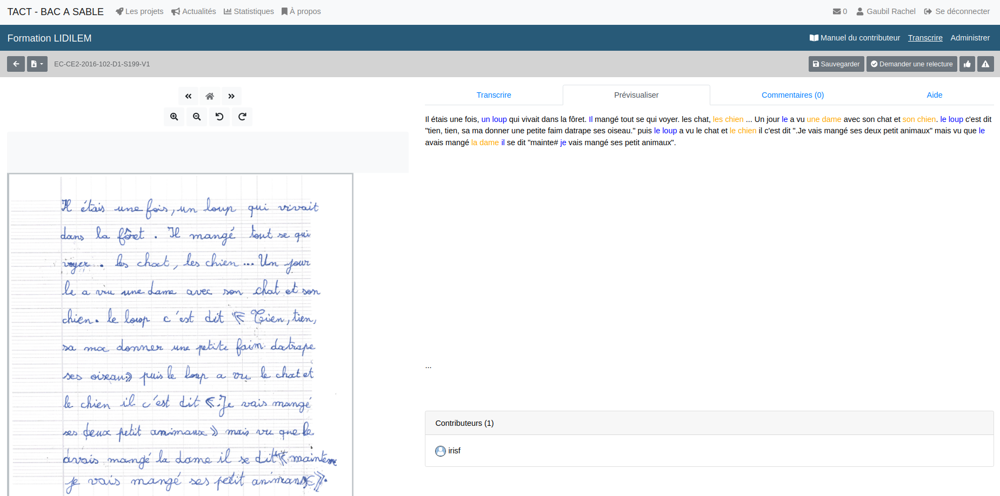 TACT - BAC A SABLE Les projets Actualités Statistiques À propos 0 Gaubil Rachel Se déconnecter
Formation LIDILEM Manuel du contributeur Transcrire Administrer
EC-CE2-2016-102-D1-S199-V1 Sauvegarder Demander une relecture
Transcrire Prévisualiser Commentaires (0) Aide
Il étais une fois, un loup qui vivait dans la fôret. Il mangé tout se qui voyer. les chat, les chien ... Un jour le a vu une dame avec son chat et son chien. le loup c'est dit
"tien, tien, sa ma donner une petite faim datrape ses oiseau." puis le loup a vu le chat et le chien il c'est dit ".Je vais mangé ses deux petit animaux" mais vu que le
avais mangé la dame il se dit "mainte# je vais mangé ses petit animaux".
...
Contributeurs (1)
irisf
Il étais une fois, un loup qui vivait
dans la fôret . Il mangé tout se qui
voyer . les chat, les chien ... Un jour
le a vu une dame avec son chat et son
chien. le loup c'est dit « Tien, tien,
sa ma donner une petite faim datrape
ses oiseau» puis le loup a vu le chat et
le chien il c'est dit «.Je vais mangé
ses deux petit animaux» mais vu que le
avais mangé la dame il se dit «
je vais mangé ses petit animaux».